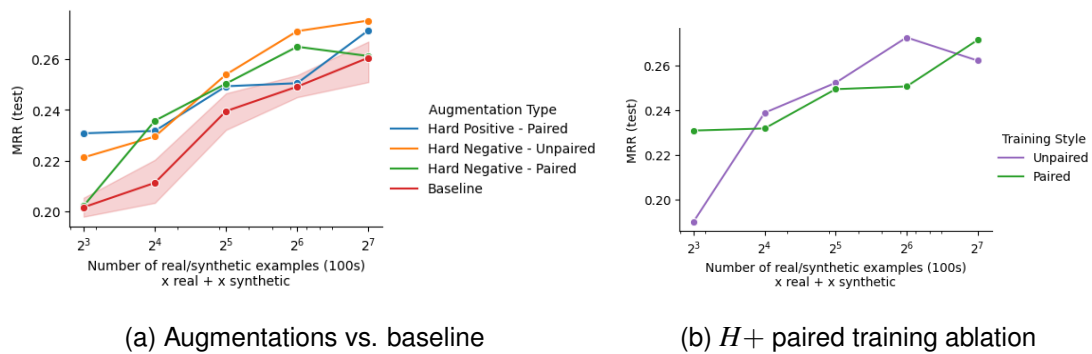 MRR (test)
0.26
0.24
0.22
0.20
2^3
2^4
2^5
2^6
2^7
Number of real/synthetic examples (100s)
x real + x synthetic
Augmentation Type
Hard Positive - Paired
Hard Negative - Unpaired
Hard Negative - Paired
Baseline
(a) Augmentations vs. baseline
MRR (test)
0.26
0.24
0.22
0.20
2^3
2^4
2^5
2^6
2^7
Number of real/synthetic examples (100s)
x real + x synthetic
Training Style
Unpaired
Paired
(b) H+ paired training ablation